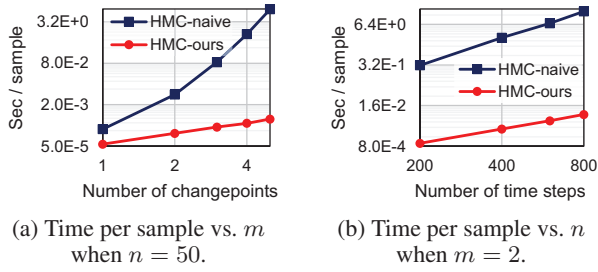 Sec / sample
3.2E+0
8.0E-2
2.0E-3
5.0E-5
HMC-naive
HMC-ours
1
2
4
Number of changepoints
(a) Time per sample vs. m
when n = 50.
Sec / sample
6.4E+0
3.2E-1
1.6E-2
8.0E-4
HMC-naive
HMC-ours
200
400
800
Number of time steps
(b) Time per sample vs. n
when m = 2.